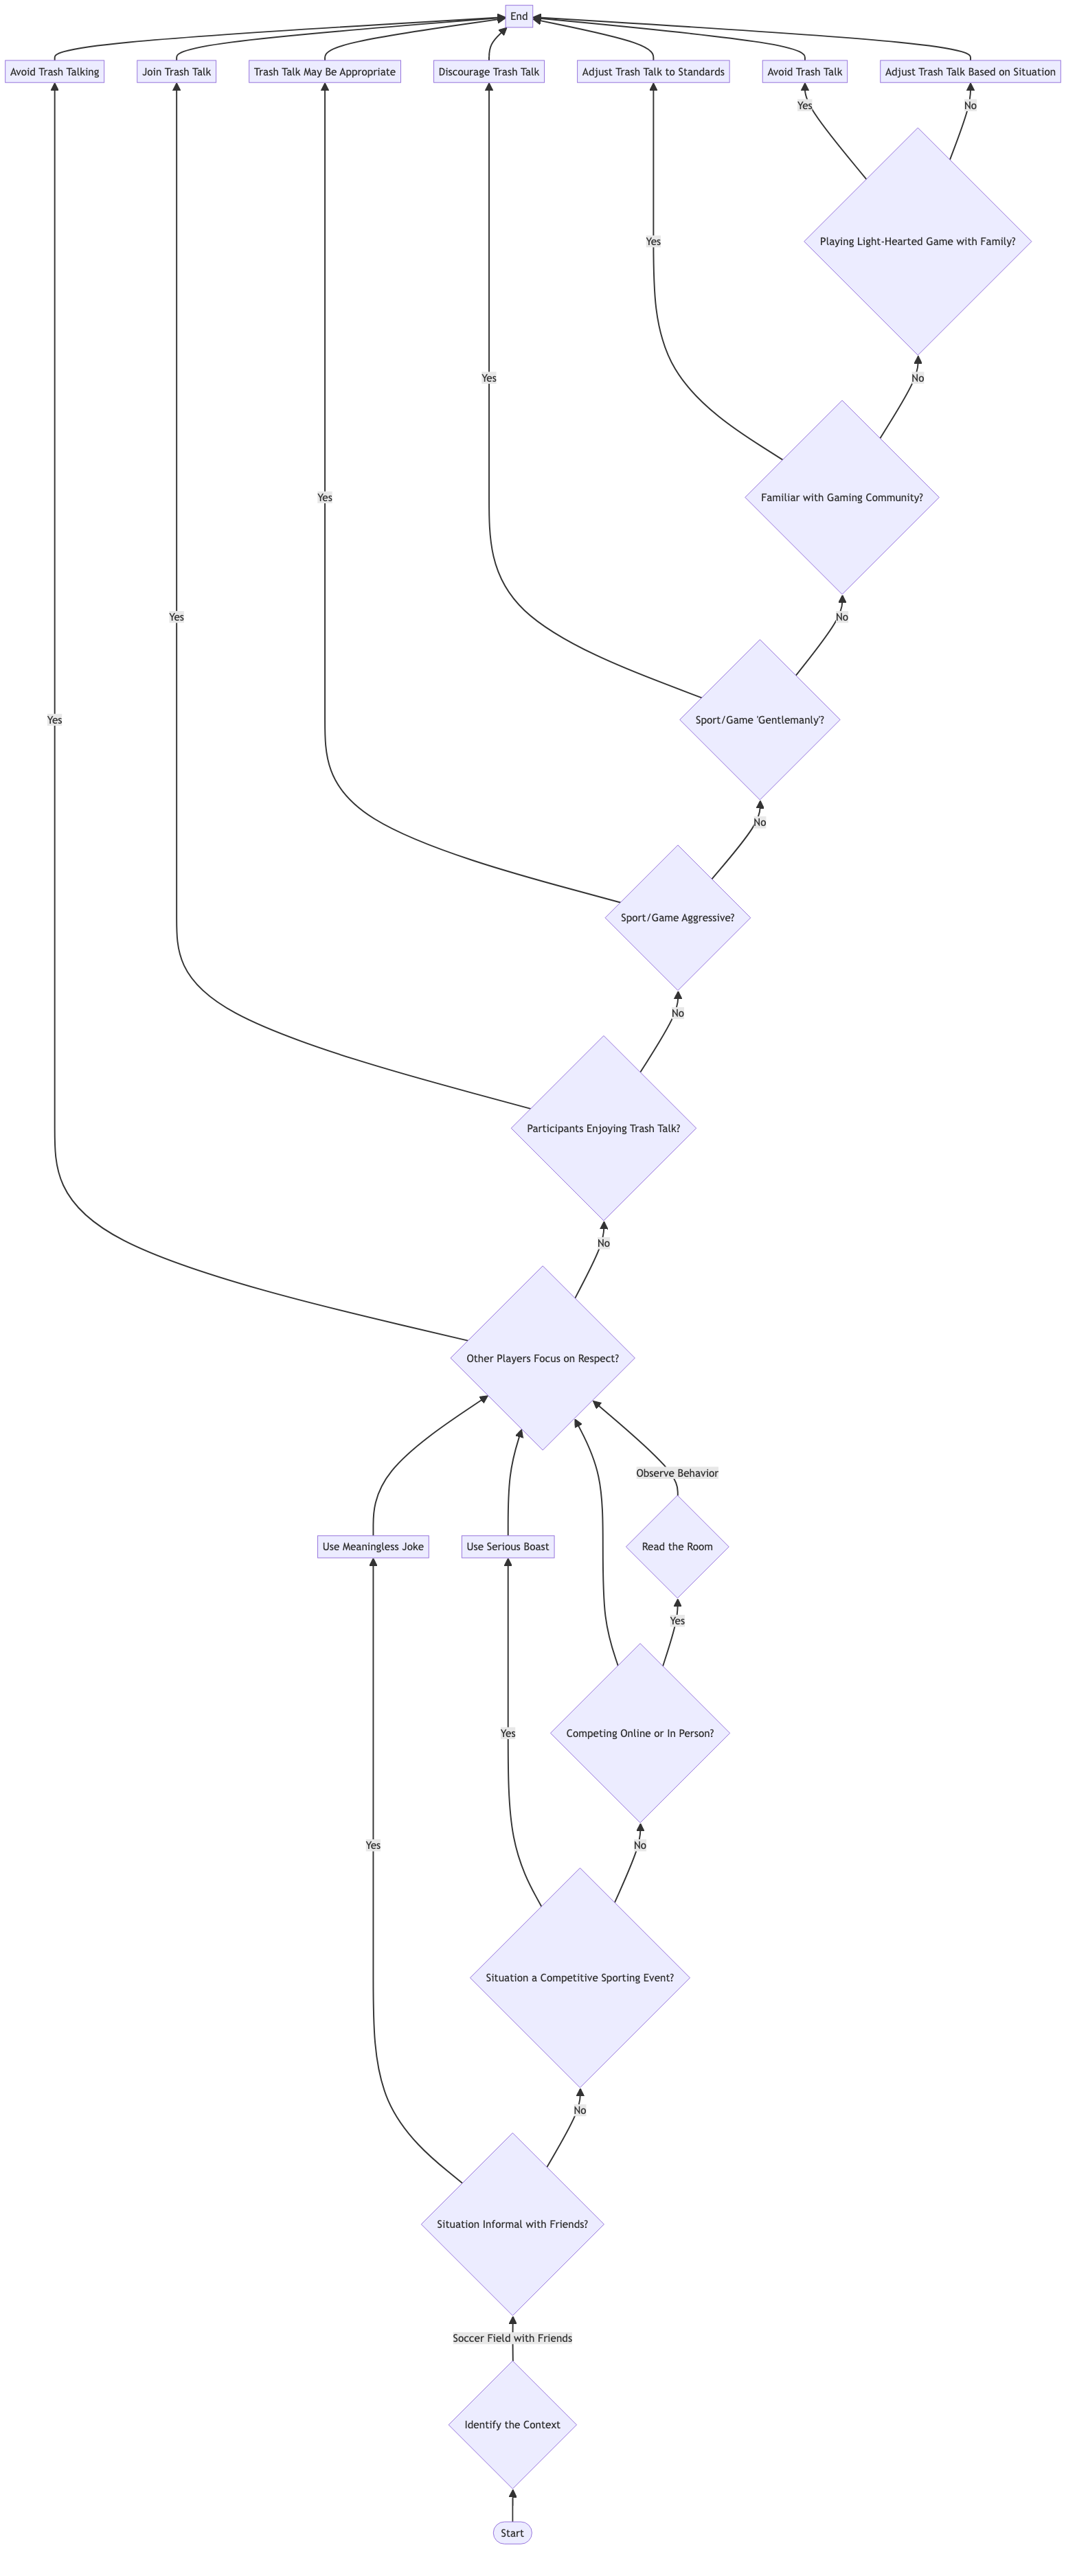 End
Avoid Trash Talking
Join Trash Talk
Trash Talk May Be Appropriate
Discourage Trash Talk
Adjust Trash Talk to Standards
Avoid Trash Talk
Adjust Trash Talk Based on Situation
Yes
No
Playing Light-Hearted Game with Family?
Yes
Yes
No
Yes
Familiar with Gaming Community?
Yes
No
Yes
Sport/Game 'Gentlemanly'?
No
Sport/Game Aggressive?
No
Participants Enjoying Trash Talk?
No
Other Players Focus on Respect?
Observe Behavior
Use Meaningless Joke
Use Serious Boast
Read the Room
Yes
Yes
Competing Online or In Person?
Yes
No
Situation a Competitive Sporting Event?
No
Situation Informal with Friends?
Soccer Field with Friends
Identify the Context
Start